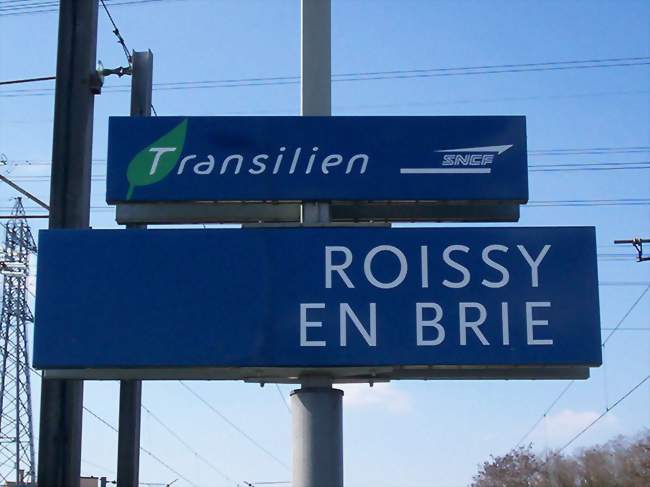 Transilien SNCF
ROISSY
EN BRIE